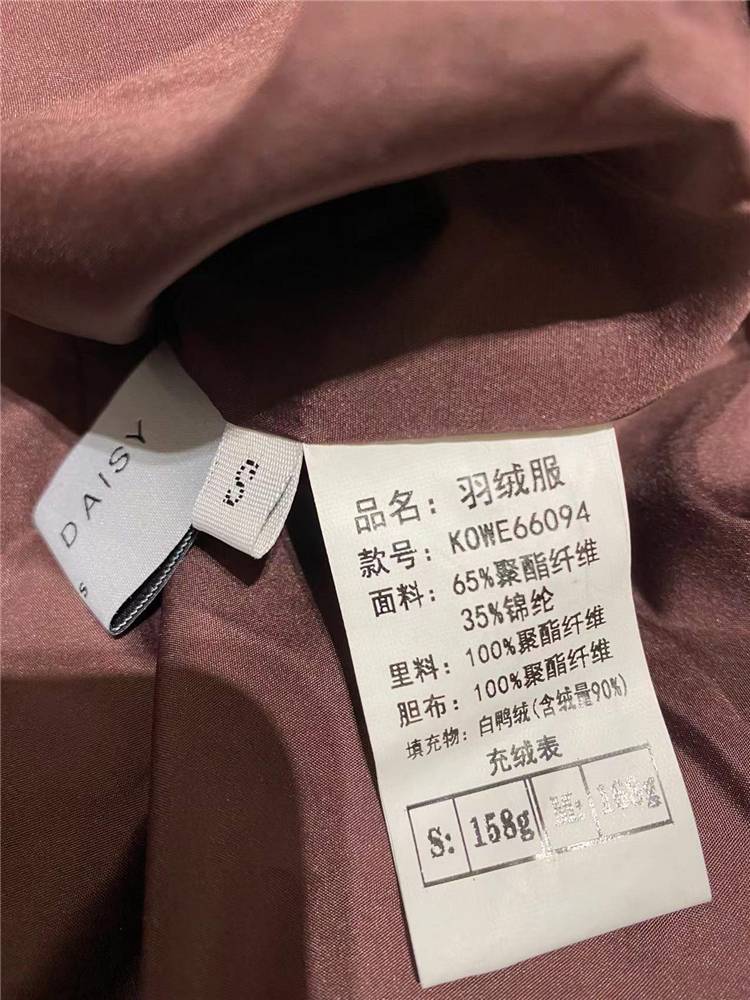 DAISY
S
S
品名：羽绒服
款号：KOWE66094
面料：65%聚酯纤维
35%锦纶
里料：100%聚酯纤维
胆布：100%聚酯纤维
填充物：白鸭绒(含绒量90%)
充绒表
S: 158g M: